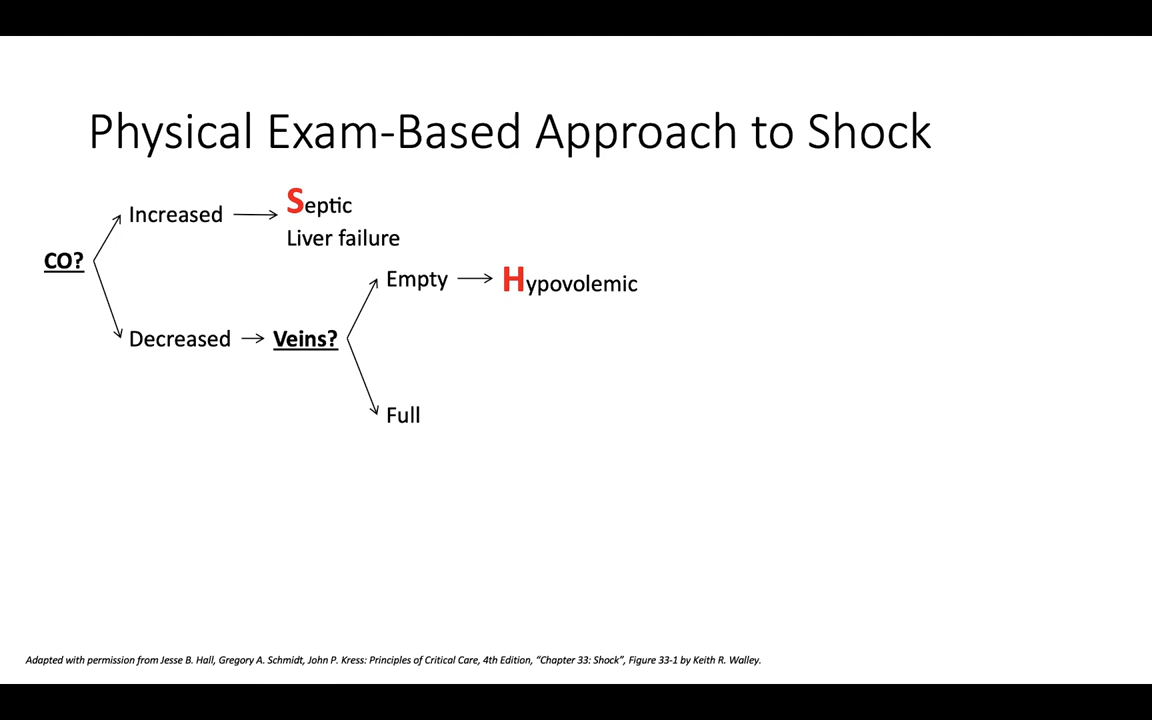 Physical Exam-Based Approach to Shock
Increased
Septic
Liver failure
CO?
Empty
Hypovolemic
Decreased
Veins?
Full
Adapted with permission from Jesse B. Hall, Gregory A. Schmidt, John P. Kress: Principles of Critical Care, 4th Edition, “Chapter 33: Shock”, Figure 33-1 by Keith R. Walley.